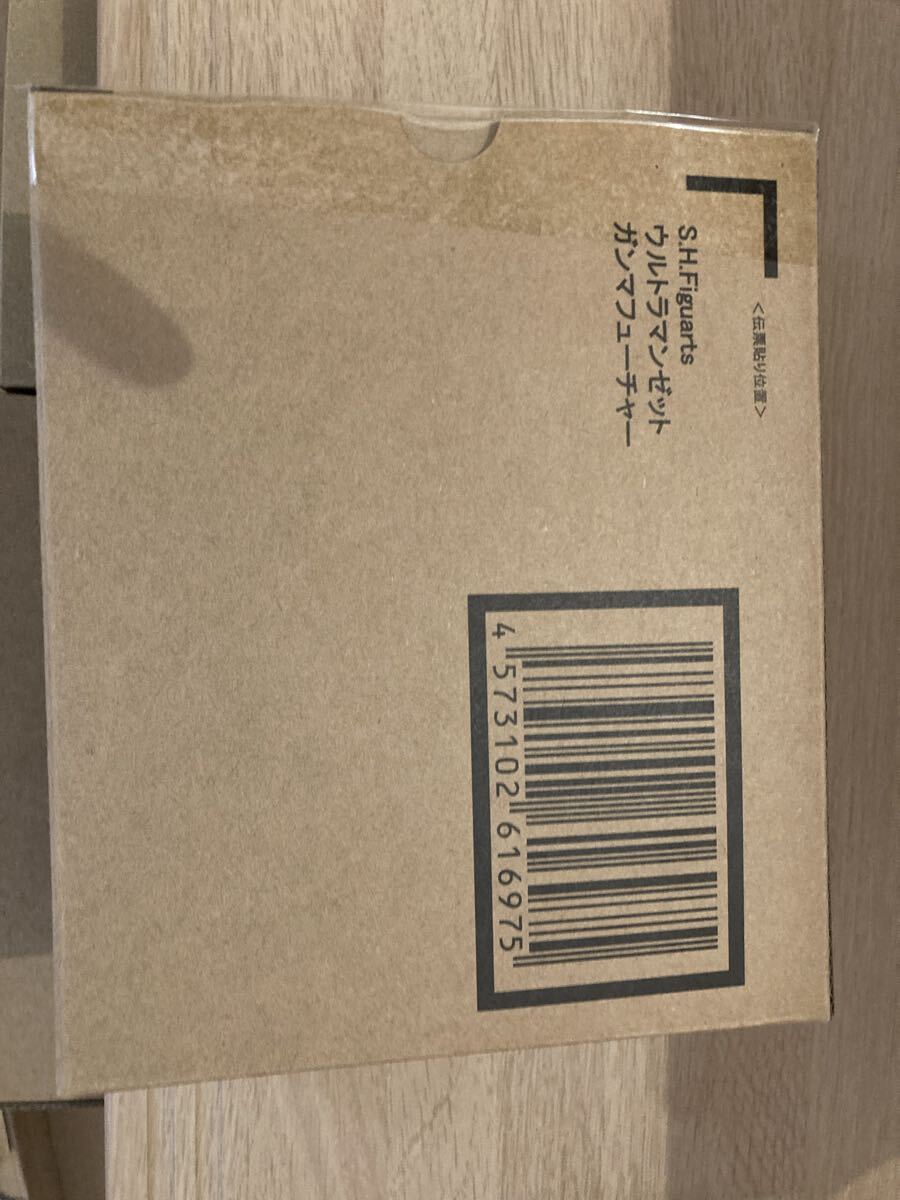 <伝票貼り位置>
S.H.Figuarts
ウルトラマンゼット
ガンマフューチャー
4 573102 616975